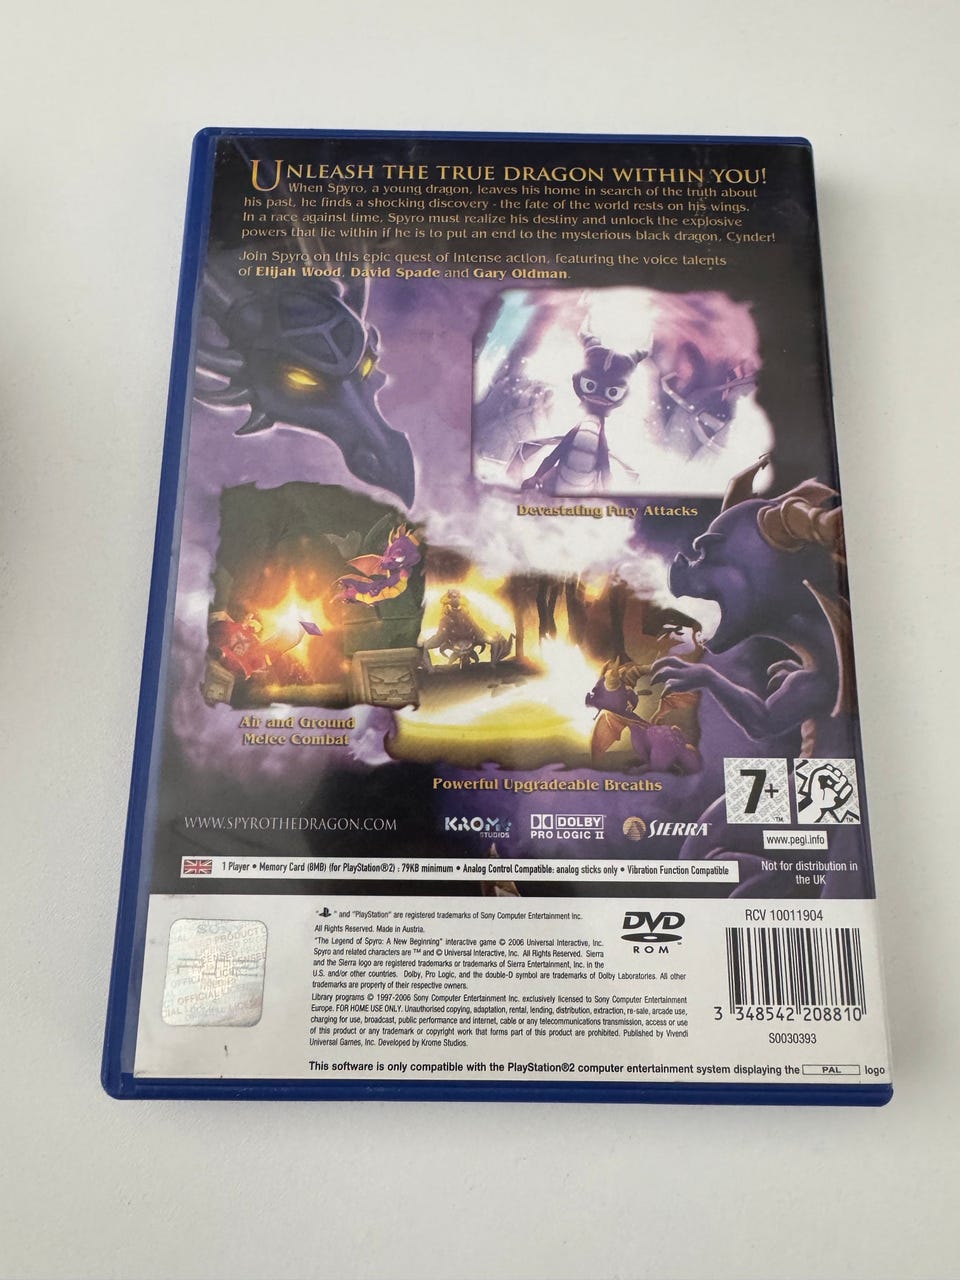 UNLEASH THE TRUE DRAGON WITHIN YOU!
When Spyro, a young dragon, leaves his home in search of the truth about
his past, he finds a shocking discovery - the fate of the world rests on his wings.
In a race against time, Spyro must realize his destiny and unlock the explosive
powers that lie within if he is to put an end to the mysterious black dragon, Cynder!
Join Spyro on this epic quest of Intense action, featuring the voice talents
of Elijah Wood, David Spade and Gary Oldman.
Devastating Fury Attacks
Air and Ground
Melee Combat
Powerful Upgradeable Breaths
7+
WWW.SPYROTHEDRAGON.COM
KROME
STUDIOS
DOLBY
PRO LOGIC II
SIERRA™
www.pegi.info
1 Player • Memory Card (8MB) (for PlayStation®2) : 79KB minimum • Analog Control Compatible: analog sticks only • Vibration Function Compatible
Not for distribution in
the UK
" " and "PlayStation" are registered trademarks of Sony Computer Entertainment Inc.
All Rights Reserved. Made in Austria.
"The Legend of Spyro: A New Beginning" interactive game © 2006 Universal Interactive, Inc.
Spyro and related characters are ™ and © Universal Interactive, Inc. All Rights Reserved. Sierra
and the Sierra logo are registered trademarks or trademarks of Sierra Entertainment, Inc. in the
U.S. and/or other countries. Dolby, Pro Logic, and the double-D symbol are trademarks of Dolby Laboratories. All other
trademarks are property of their respective owners.
Library programs © 1997-2006 Sony Computer Entertainment Inc. exclusively licensed to Sony Computer Entertainment
Europe. FOR HOME USE ONLY. Unauthorised copying, adaptation, rental, lending, distribution, extraction, re-sale, arcade use,
charging for use, broadcast, public performance and internet, cable or any telecommunications transmission, access or use
of this product or any trademark or copyright work that forms part of this product are prohibited. Published by Vivendi
Universal Games, Inc. Developed by Krome Studios.
DVD
ROM
RCV 10011904
3 348542 208810
S0030393
This software is only compatible with the PlayStation®2 computer entertainment system displaying the PAL logo